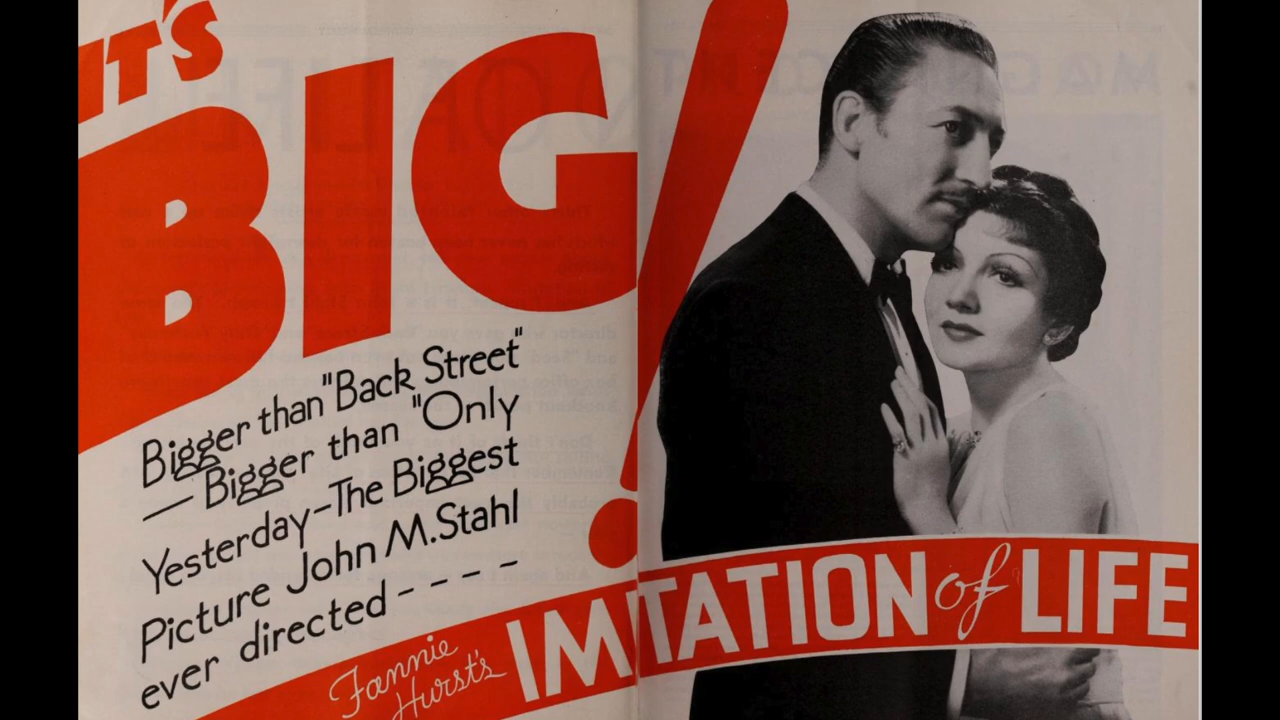 IT'S
BIG!
Bigger than "Back Street"
— Bigger than "Only
Yesterday—The Biggest
Picture John M. Stahl
ever directed - - - -
Fannie
Hurst's
IMITATION of LIFE